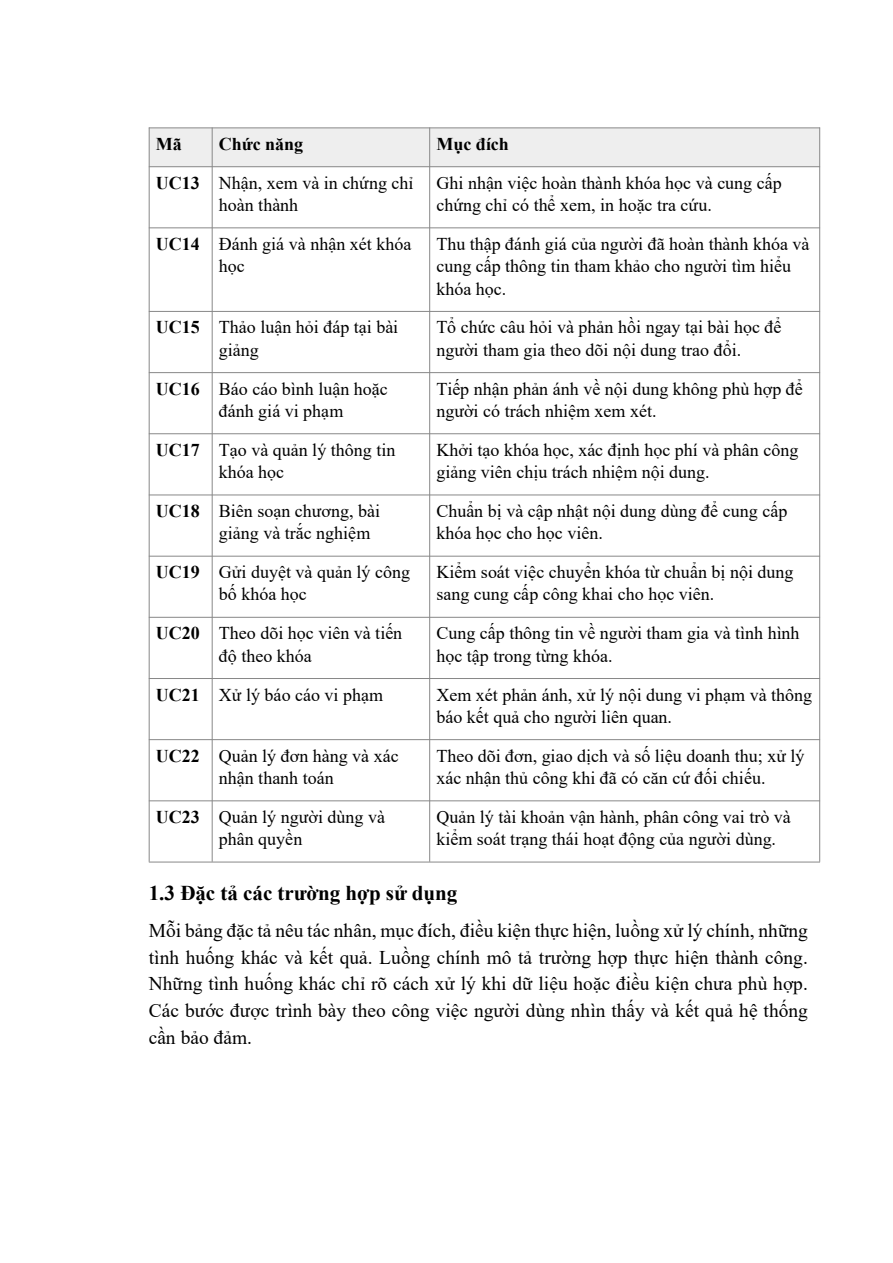 Mã Chức năng Mục đích
UC13 Nhận, xem và in chứng chỉ Ghi nhận việc hoàn thành khóa học và cung cấp
hoàn thành chứng chỉ có thể xem, in hoặc tra cứu.
UC14 Đánh giá và nhận xét khóa Thu thập đánh giá của người đã hoàn thành khóa và
học cung cấp thông tin tham khảo cho người tìm hiểu
khóa học.
UC15 Thảo luận hỏi đáp tại bài Tổ chức câu hỏi và phản hồi ngay tại bài học để
giảng người tham gia theo dõi nội dung trao đổi.
UC16 Báo cáo bình luận hoặc Tiếp nhận phản ánh về nội dung không phù hợp để
đánh giá vi phạm người có trách nhiệm xem xét.
UC17 Tạo và quản lý thông tin Khởi tạo khóa học, xác định học phí và phân công
khóa học giảng viên chịu trách nhiệm nội dung.
UC18 Biên soạn chương, bài Chuẩn bị và cập nhật nội dung dùng để cung cấp
giảng và trắc nghiệm khóa học cho học viên.
UC19 Gửi duyệt và quản lý công Kiểm soát việc chuyển khóa từ chuẩn bị nội dung
bố khóa học sang cung cấp công khai cho học viên.
UC20 Theo dõi học viên và tiến Cung cấp thông tin về người tham gia và tình hình
độ theo khóa học tập trong từng khóa.
UC21 Xử lý báo cáo vi phạm Xem xét phản ánh, xử lý nội dung vi phạm và thông
báo kết quả cho người liên quan.
UC22 Quản lý đơn hàng và xác Theo dõi đơn, giao dịch và số liệu doanh thu; xử lý
nhận thanh toán xác nhận thủ công khi đã có căn cứ đối chiếu.
UC23 Quản lý người dùng và Quản lý tài khoản vận hành, phân công vai trò và
phân quyền kiểm soát trạng thái hoạt động của người dùng.
1.3 Đặc tả các trường hợp sử dụng
Mỗi bảng đặc tả nêu tác nhân, mục đích, điều kiện thực hiện, luồng xử lý chính, những
tình huống khác và kết quả. Luồng chính mô tả trường hợp thực hiện thành công.
Những tình huống khác chỉ rõ cách xử lý khi dữ liệu hoặc điều kiện chưa phù hợp.
Các bước được trình bày theo công việc người dùng nhìn thấy và kết quả hệ thống
cần bảo đảm.